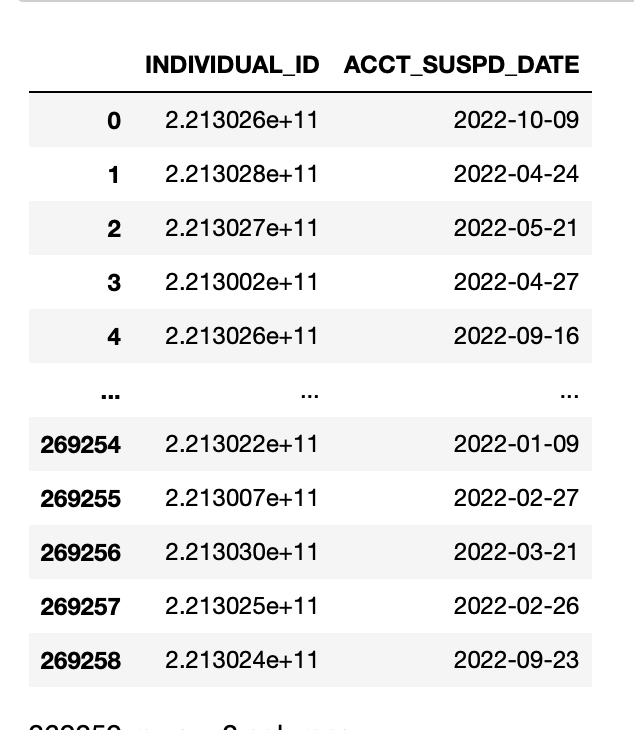 INDIVIDUAL_ID ACCT_SUSPD_DATE
0 2.213026e+11 2022-10-09
1 2.213028e+11 2022-04-24
2 2.213027e+11 2022-05-21
3 2.213002e+11 2022-04-27
4 2.213026e+11 2022-09-16
... ... ...
269254 2.213022e+11 2022-01-09
269255 2.213007e+11 2022-02-27
269256 2.213030e+11 2022-03-21
269257 2.213025e+11 2022-02-26
269258 2.213024e+11 2022-09-23